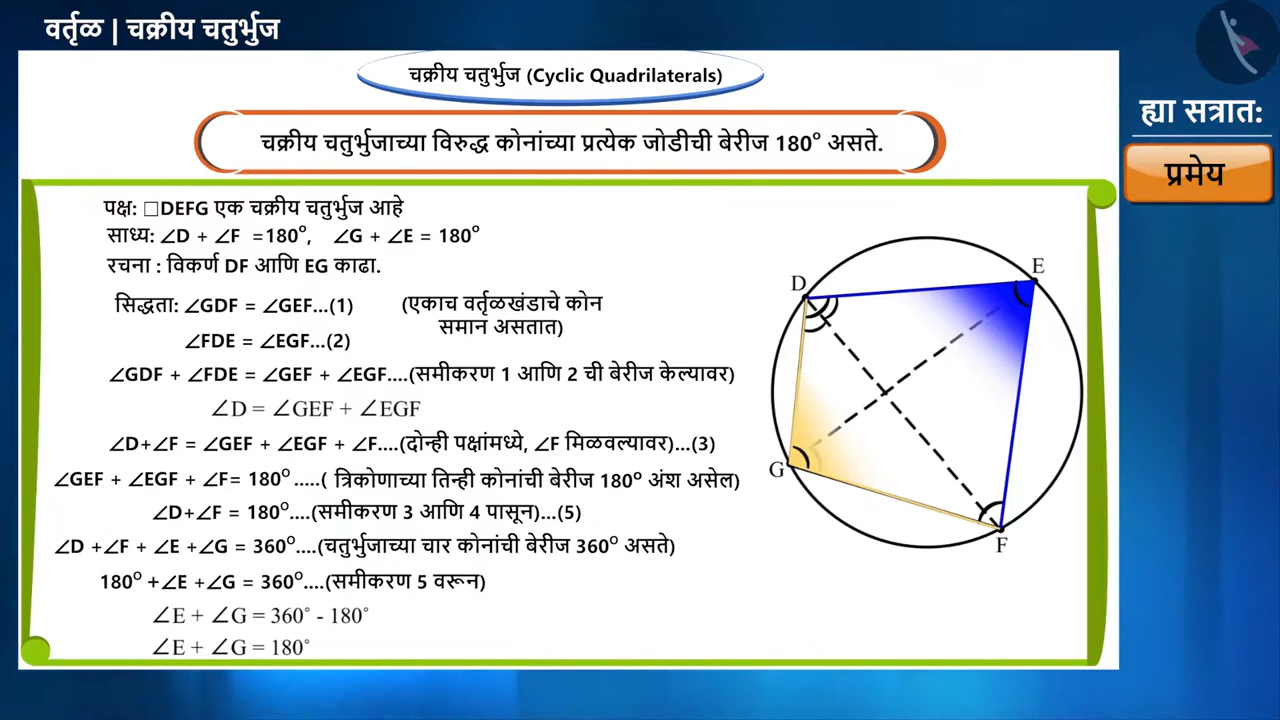 वर्तृळ | चक्रीय चतुर्भुज
चक्रीय चतुर्भुज (Cyclic Quadrilaterals)
ह्या सत्रात:
प्रमेय
चक्रीय चतुर्भुजाच्या विरुद्ध कोनांच्या प्रत्येक जोडीची बेरीज 180° असते.
पक्ष: □DEFG एक चक्रीय चतुर्भुज आहे
साध्य: ∠D + ∠F =180°, ∠G + ∠E = 180°
रचना : विकर्ण DF आणि EG काढा.
सिद्धता: ∠GDF = ∠GEF...(1) (एकाच वर्तृळखंडाचे कोन
समान असतात)
∠FDE = ∠EGF...(2)
∠GDF + ∠FDE = ∠GEF + ∠EGF....(समीकरण 1 आणि 2 ची बेरीज केल्यावर)
∠D = ∠GEF + ∠EGF
∠D+∠F = ∠GEF + ∠EGF + ∠F....(दोन्ही पक्षांमध्ये, ∠F मिळवल्यावर)...(3)
∠GEF + ∠EGF + ∠F= 180° .....( त्रिकोणाच्या तिन्ही कोनांची बेरीज 180° अंश असेल)
∠D+∠F = 180°....(समीकरण 3 आणि 4 पासून)...(5)
∠D +∠F + ∠E +∠G = 360°....(चतुर्भुजाच्या चार कोनांची बेरीज 360° असते)
180° +∠E +∠G = 360°....(समीकरण 5 वरून)
∠E + ∠G = 360° - 180°
∠E + ∠G = 180°
D
E
G
F